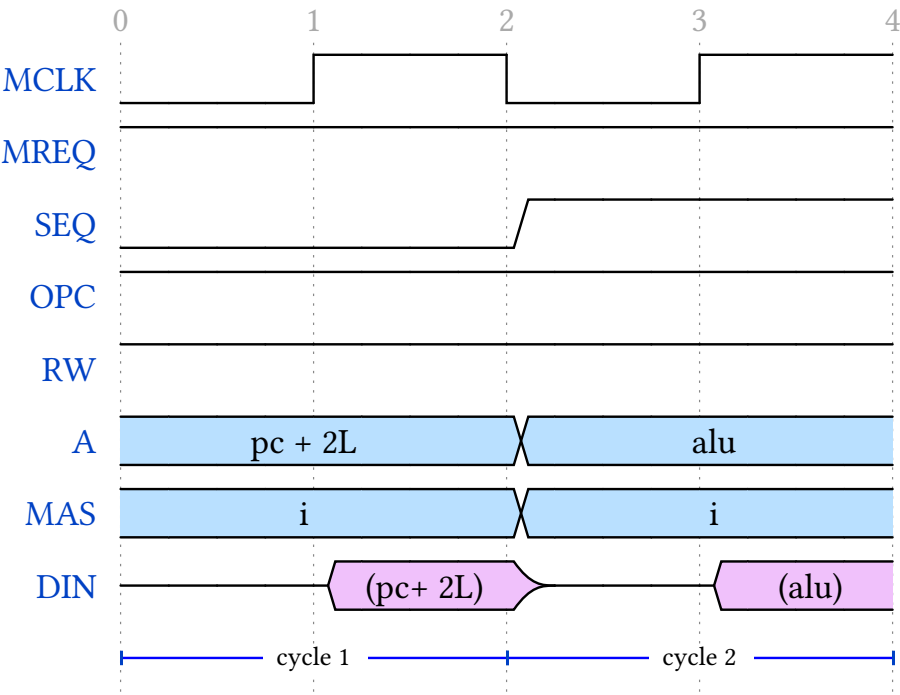 0 1 2 3 4
MCLK
MREQ
SEQ
OPC
RW
A pc + 2L alu
MAS i i
DIN (pc+ 2L) (alu)
cycle 1 cycle 2